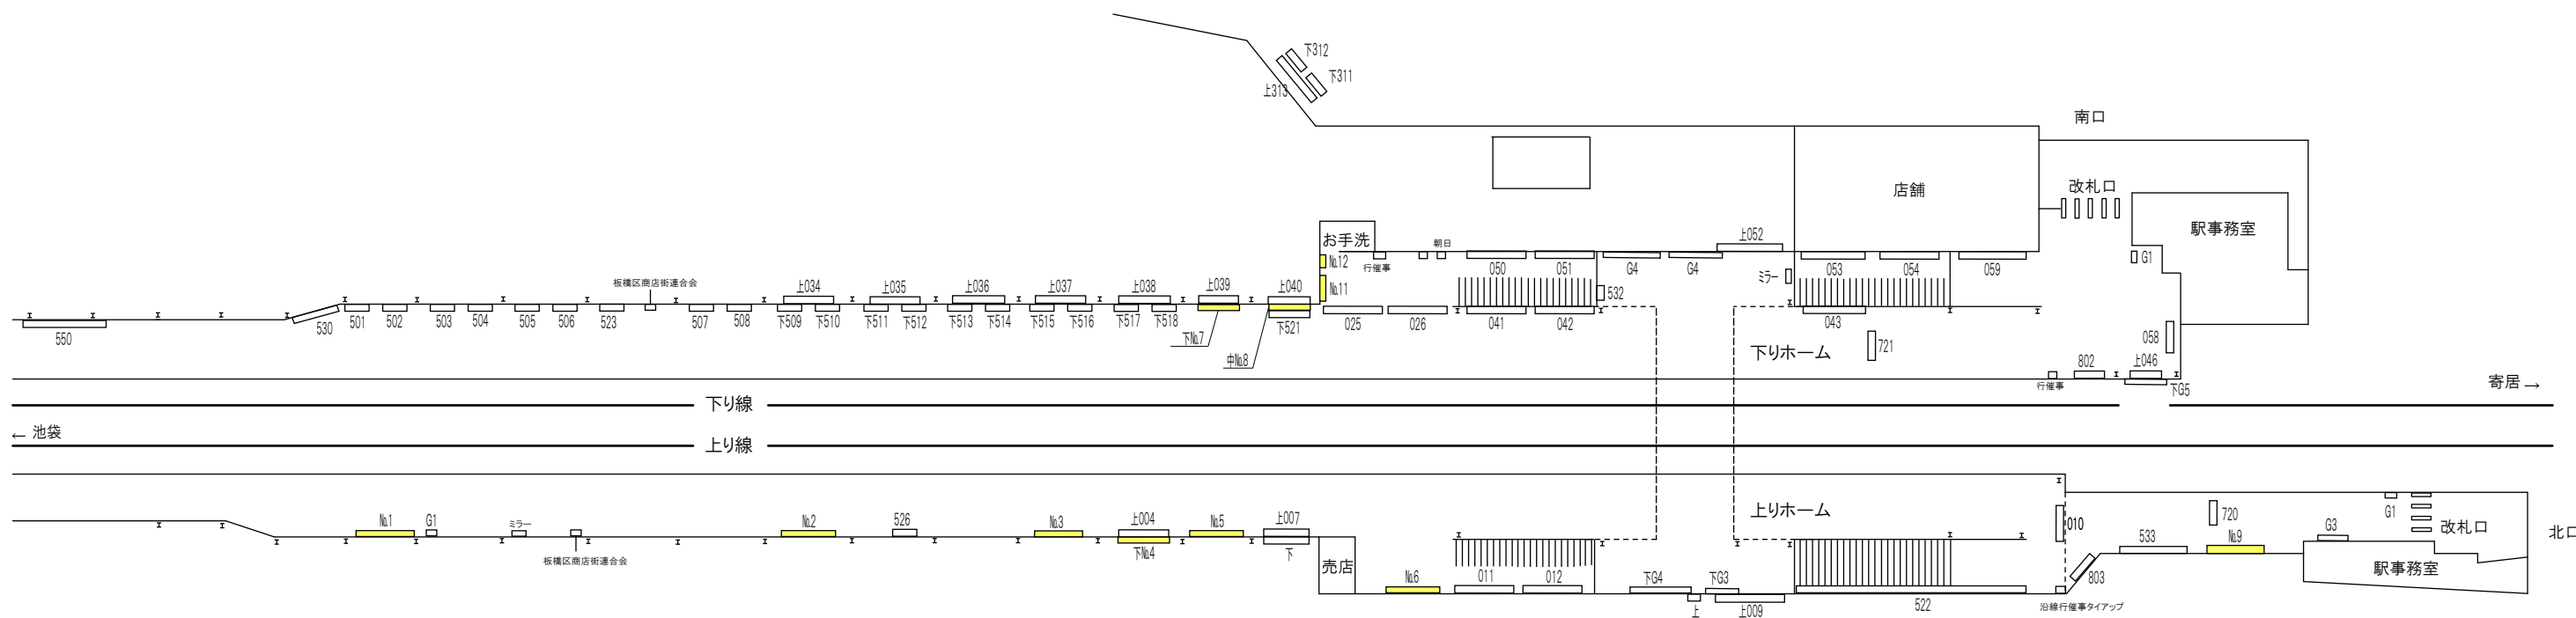 下312
下311
上313
南口
店舗
改札口
駅事務室
G1
お手洗
№12
№11
行催事
朝日
050
051
G4
G4
上052
ミラー
053
054
059
532
板橋区商店街連合会
上034
上035
上036
上037
上038
上039
上040
550
530
501
502
503
504
505
506
523
507
508
下509
下510
下511
下512
下513
下514
下515
下516
下517
下518
下№7
中№8
下521
025
026
041
042
043
721
058
下りホーム
802
上046
行催事
下G5
寄居→
下り線
←池袋
上り線
上りホーム
№1
G1
ミラー
板橋区商店街連合会
№2
526
№3
上004
下№4
№5
上007
下
売店
№6
011
012
下G4
下G3
上
上009
522
010
803
沿線行催事タイアップ
533
720
№9
G3
G1
改札口
駅事務室
北口